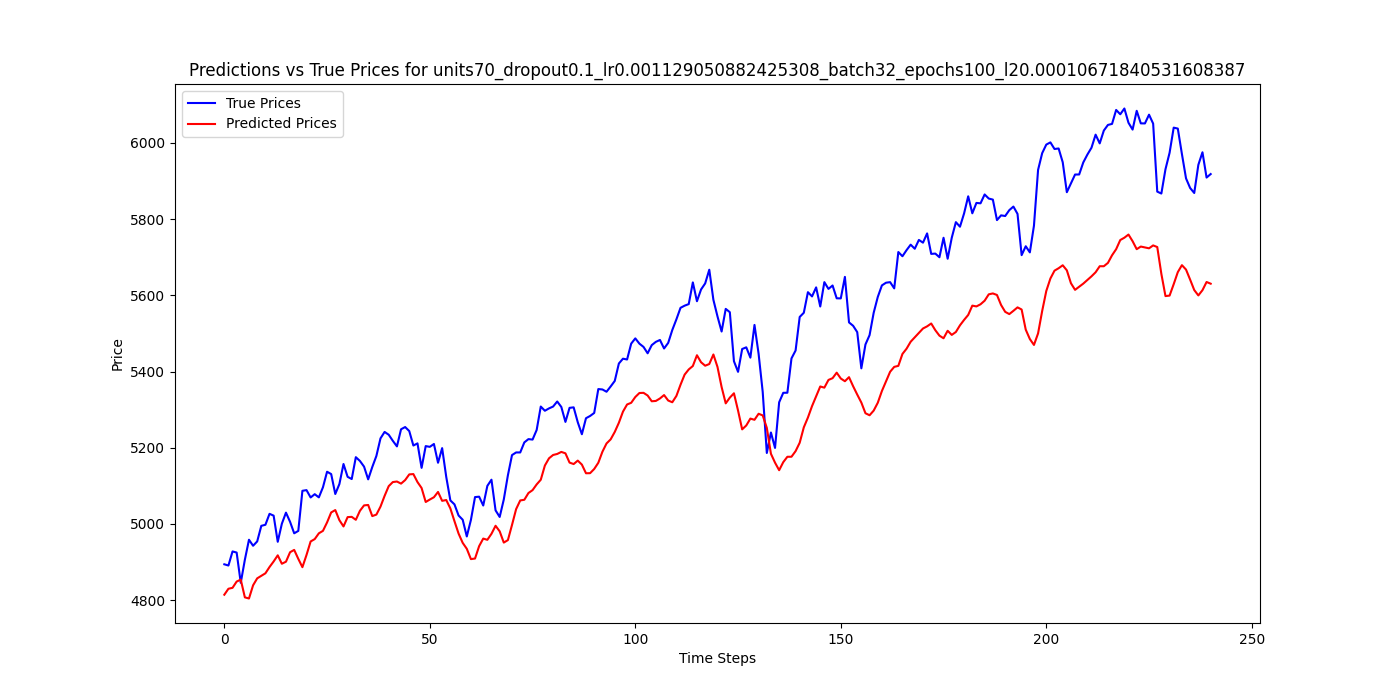 Predictions vs True Prices for units70_dropout0.1_lr0.001129050882425308_batch32_epochs100_l20.00010671840531608387
True Prices
Predicted Prices
6000
5800
5600
5400
5200
5000
4800
Price
0 50 100 150 200 250
Time Steps